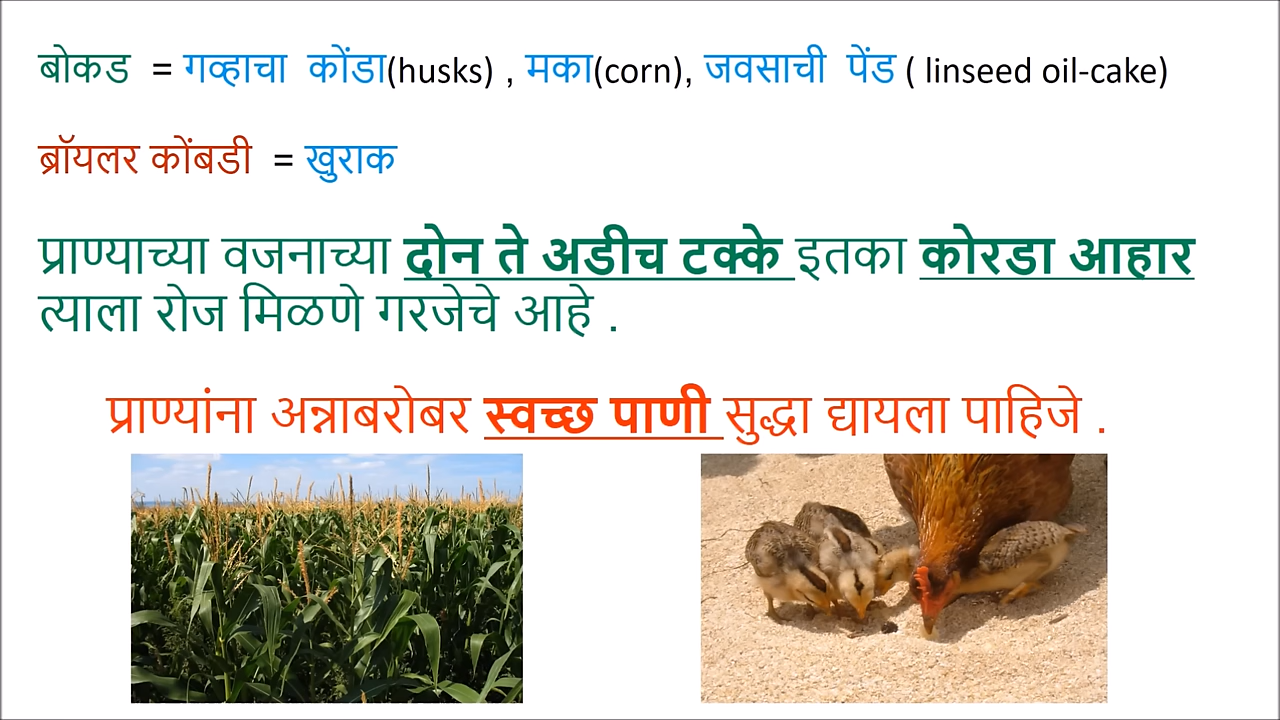 बोकड = गव्हाचा कोंडा(husks) , मका(corn), जवसाची पेंड ( linseed oil-cake)
ब्रॉयलर कोंबडी = खुराक
प्राण्याच्या वजनाच्या दोन ते अडीच टक्के इतका कोरडा आहार
त्याला रोज मिळणे गरजेचे आहे .
प्राण्यांना अन्नाबरोबर स्वच्छ पाणी सुद्धा द्यायला पाहिजे .